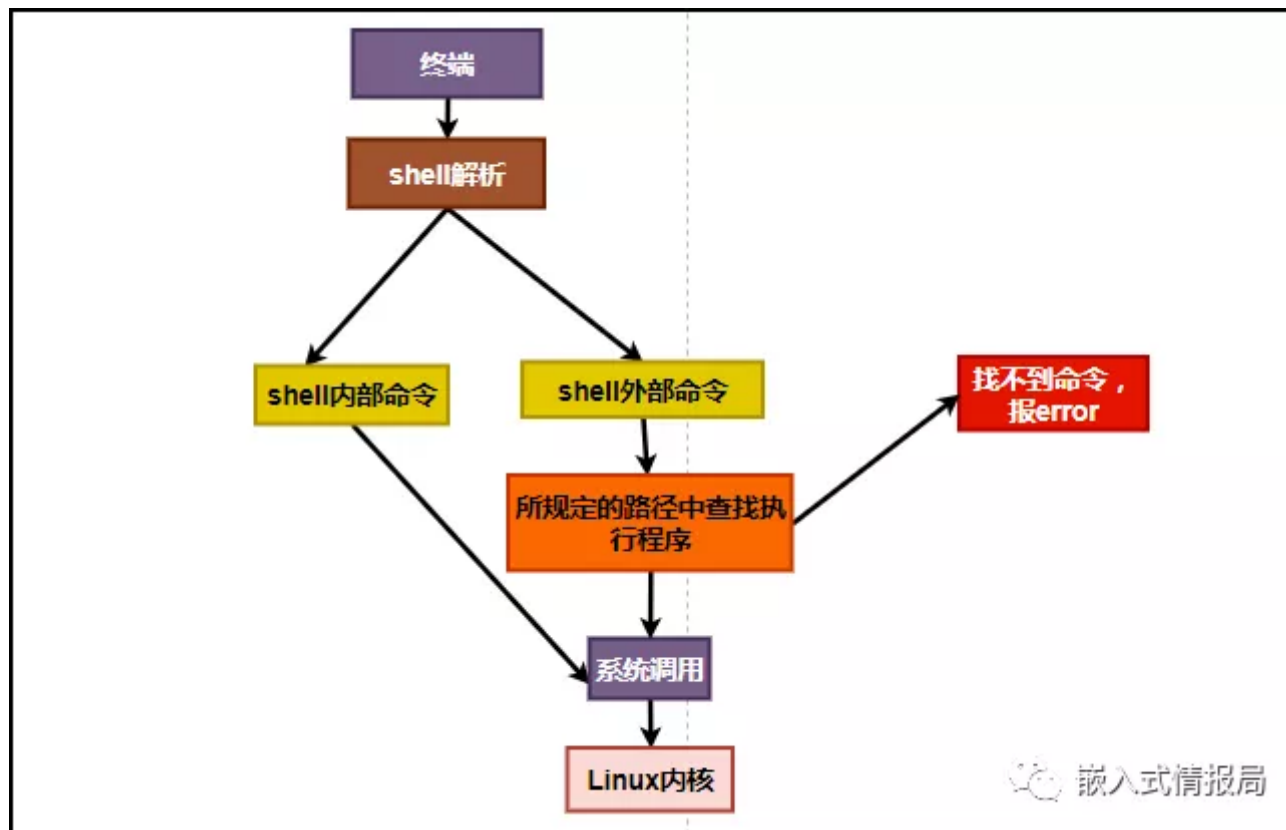 终端
shell解析
shell内部命令
shell外部命令
找不到命令，
报error
所规定的路径中查找执
行程序
系统调用
Linux内核
嵌入式情报局